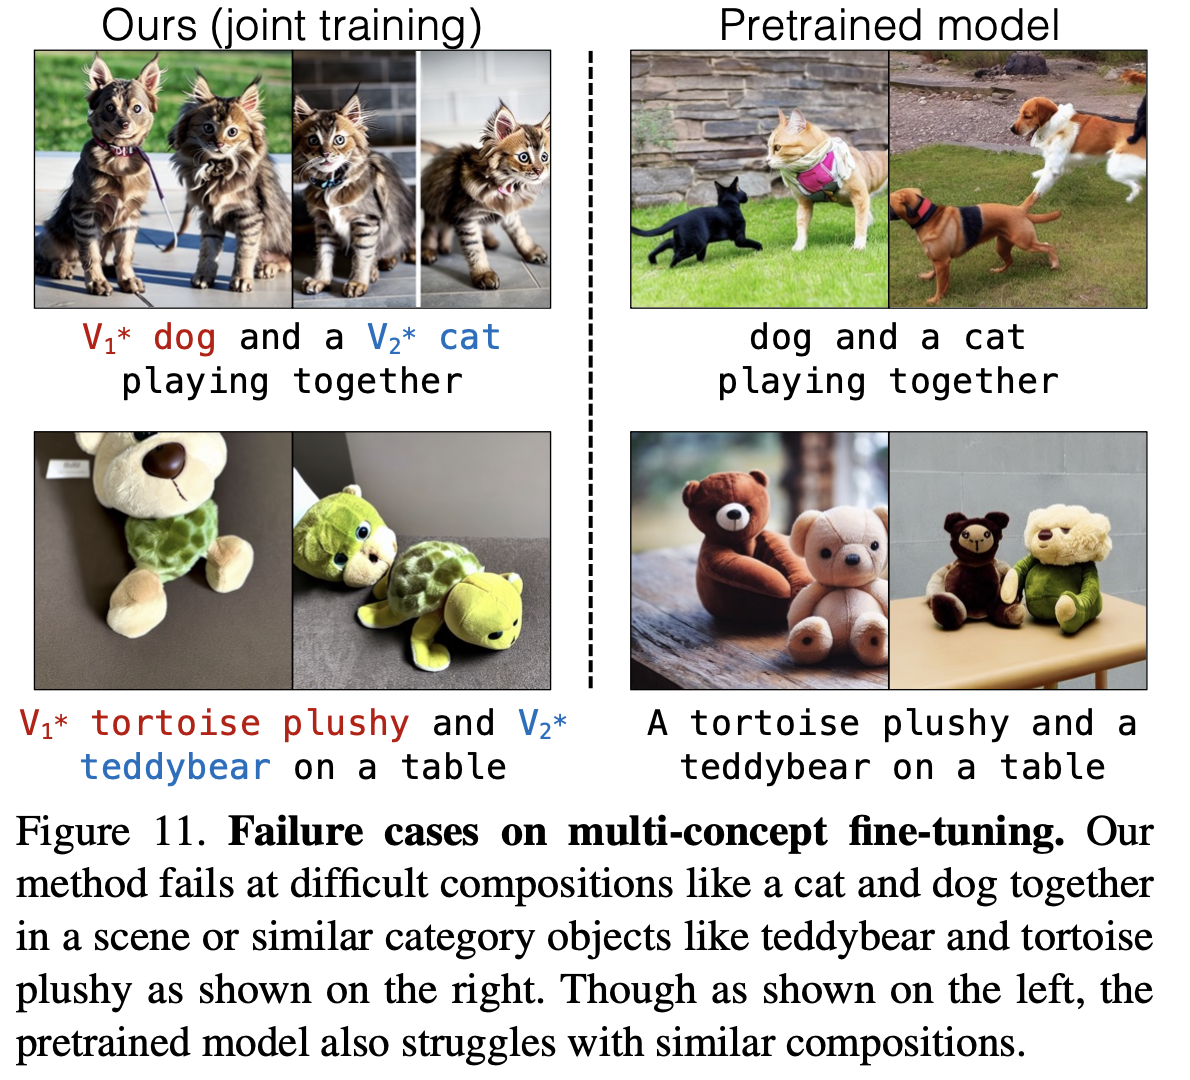 Ours (joint training)
Pretrained model
V₁* dog and a V₂* cat
playing together
dog and a cat
playing together
V₁* tortoise plushy and V₂*
teddybear on a table
A tortoise plushy and a
teddybear on a table
Figure 11. Failure cases on multi-concept fine-tuning. Our
method fails at difficult compositions like a cat and dog together
in a scene or similar category objects like teddybear and tortoise
plushy as shown on the right. Though as shown on the left, the
pretrained model also struggles with similar compositions.